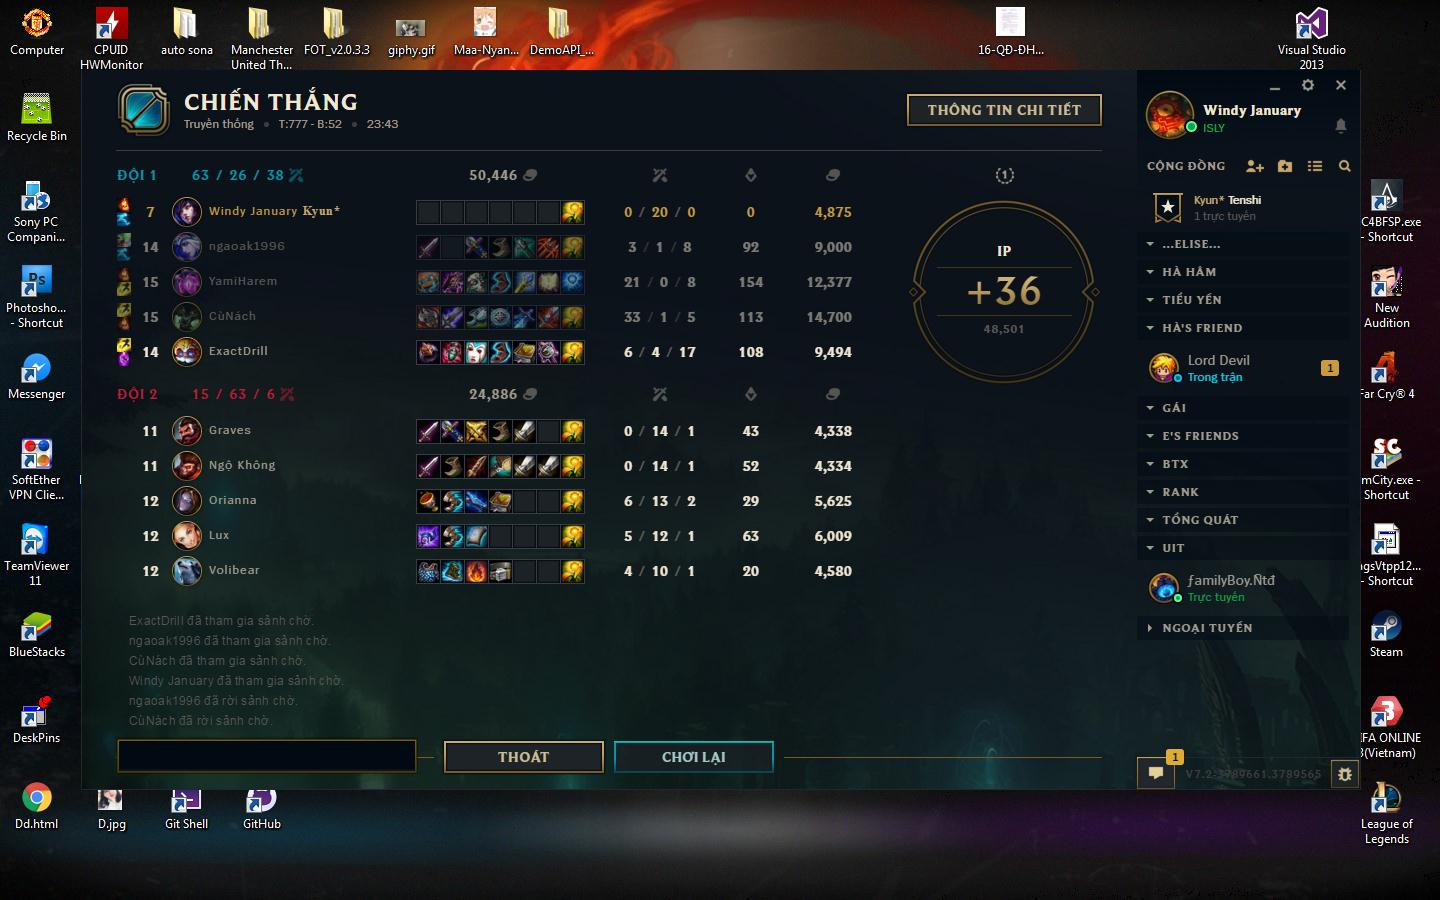 Computer
CPUID
HWMonitor
auto sona
Manchester
United Th...
FOT_v2.0.3.3
giphy.gif
Maa-Nyan...
DemoAPI_...
16-QĐ-ĐH...
Visual Studio
2013
Recycle Bin
Sony PC
Compani...
Photosho...
- Shortcut
Messenger
SoftEther
VPN Clie...
TeamViewer
11
BlueStacks
DeskPins
Dd.html
D.jpg
Git Shell
GitHub
CHIẾN THẮNG
Truyền thống • T:777 - B:52 • 23:43
THÔNG TIN CHI TIẾT
ĐỘI 1 63 / 26 / 38 50,446
7 Windy January Kyun* 0 / 20 / 0 0 4,875
14 ngaoak1996 3 / 1 / 8 92 9,000
15 YamiHarem 21 / 0 / 8 154 12,377
15 CùNách 33 / 1 / 5 113 14,700
14 ExactDrill 6 / 4 / 17 108 9,494
1
IP
+36
48,501
ĐỘI 2 15 / 63 / 6 24,886
11 Graves 0 / 14 / 1 43 4,338
11 Ngộ Không 0 / 14 / 1 52 4,334
12 Orianna 6 / 13 / 2 29 5,625
12 Lux 5 / 12 / 1 63 6,009
12 Volibear 4 / 10 / 1 20 4,580
ExactDrill đã tham gia sảnh chờ.
ngaoak1996 đã tham gia sảnh chờ.
CùNách đã tham gia sảnh chờ.
Windy January đã tham gia sảnh chờ.
ngaoak1996 đã rời sảnh chờ.
CùNách đã rời sảnh chờ.
THOÁT
CHƠI LẠI
Windy January
ISLY
CỘNG ĐỒNG
Kyun* Tenshi
1 trực tuyến
...ELISE...
HÀ HÂM
TIỂU YẾN
HÀ'S FRIEND
Lord Devil
Trong trận
1
GÁI
E'S FRIENDS
BTX
RANK
TỔNG QUÁT
UIT
ƒamilyBoy.Ñtđ
Trực tuyến
NGOẠI TUYẾN
1
V7.2.3789661.3789565
C4BFSP.exe
- Shortcut
New
Audition
Far Cry® 4
mCity.exe -
Shortcut
ngsVtpp12...
- Shortcut
Steam
IFA ONLINE
3(Vietnam)
League of
Legends